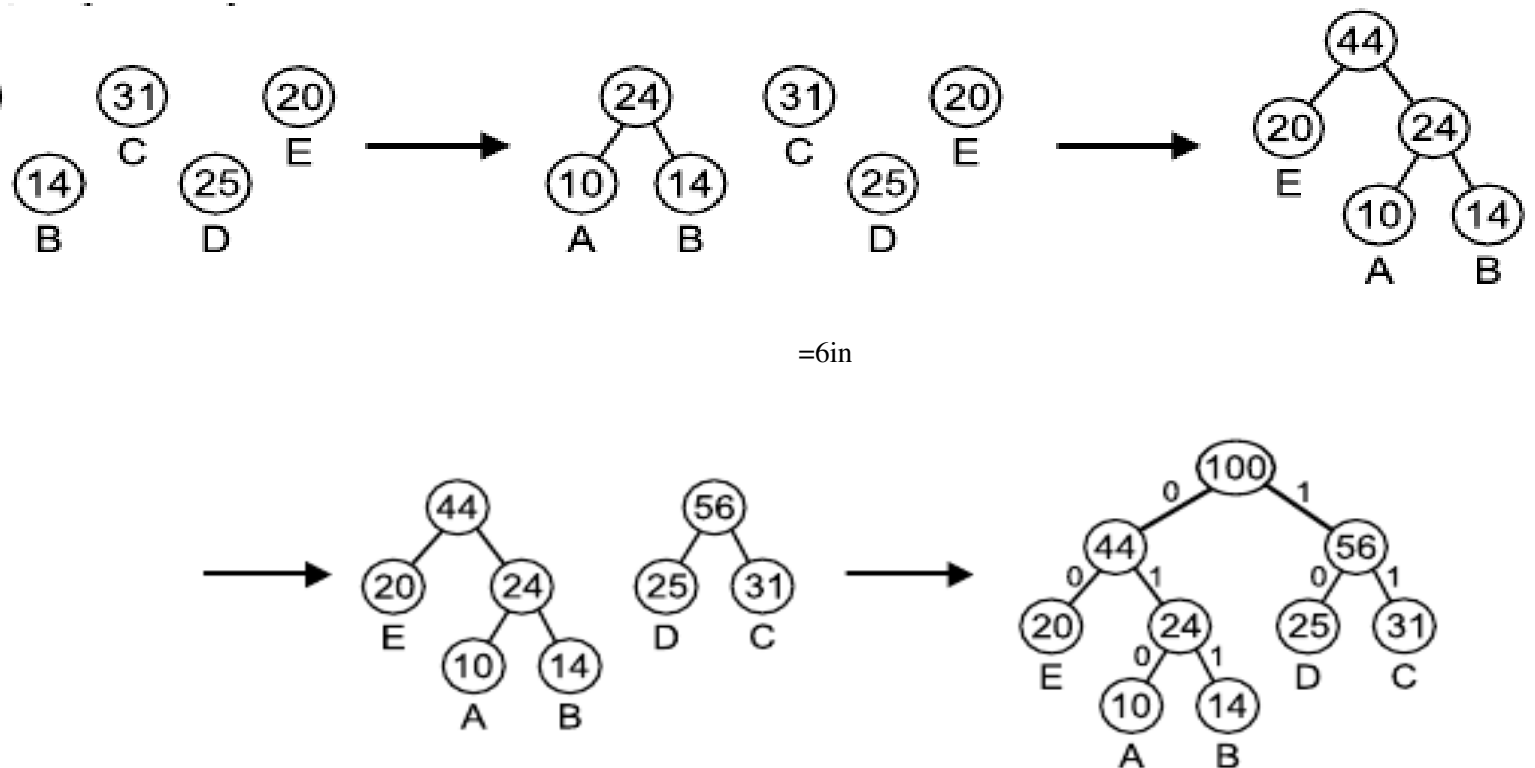 44
31 20 24 31 20 20 24
C E C E E
14 25 10 14 25 10 14
B D A B D A B
=6in
100
0 1
44 56 44 56
0 1 0 1
20 24 25 31 20 24 25 31
E D C 0 1 E D C
10 14 10 14
A B A B